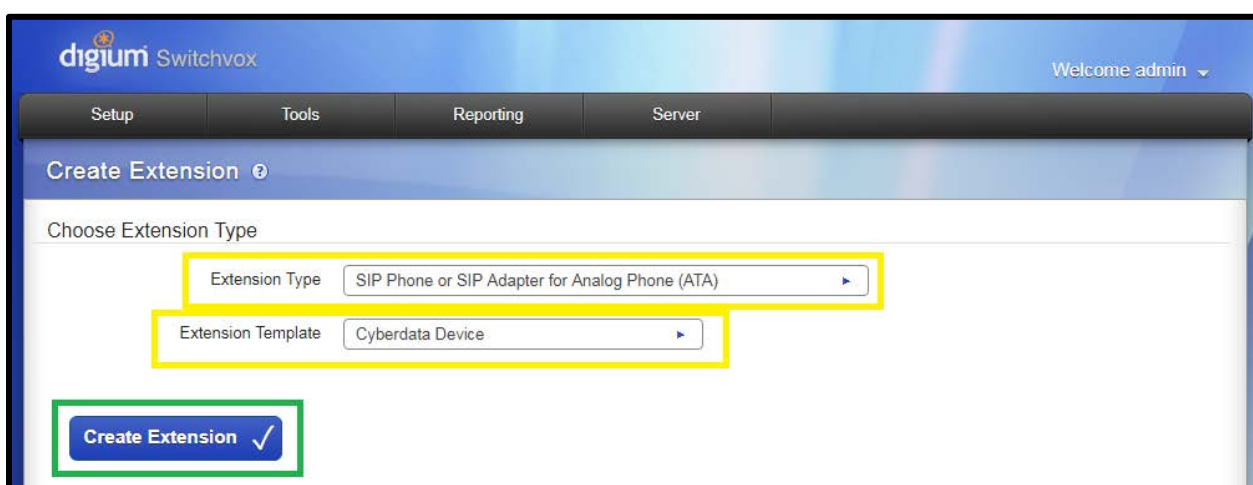 digium Switchvox
Welcome admin
Setup Tools Reporting Server
Create Extension ?
Choose Extension Type
Extension Type SIP Phone or SIP Adapter for Analog Phone (ATA)
Extension Template Cyberdata Device
Create Extension